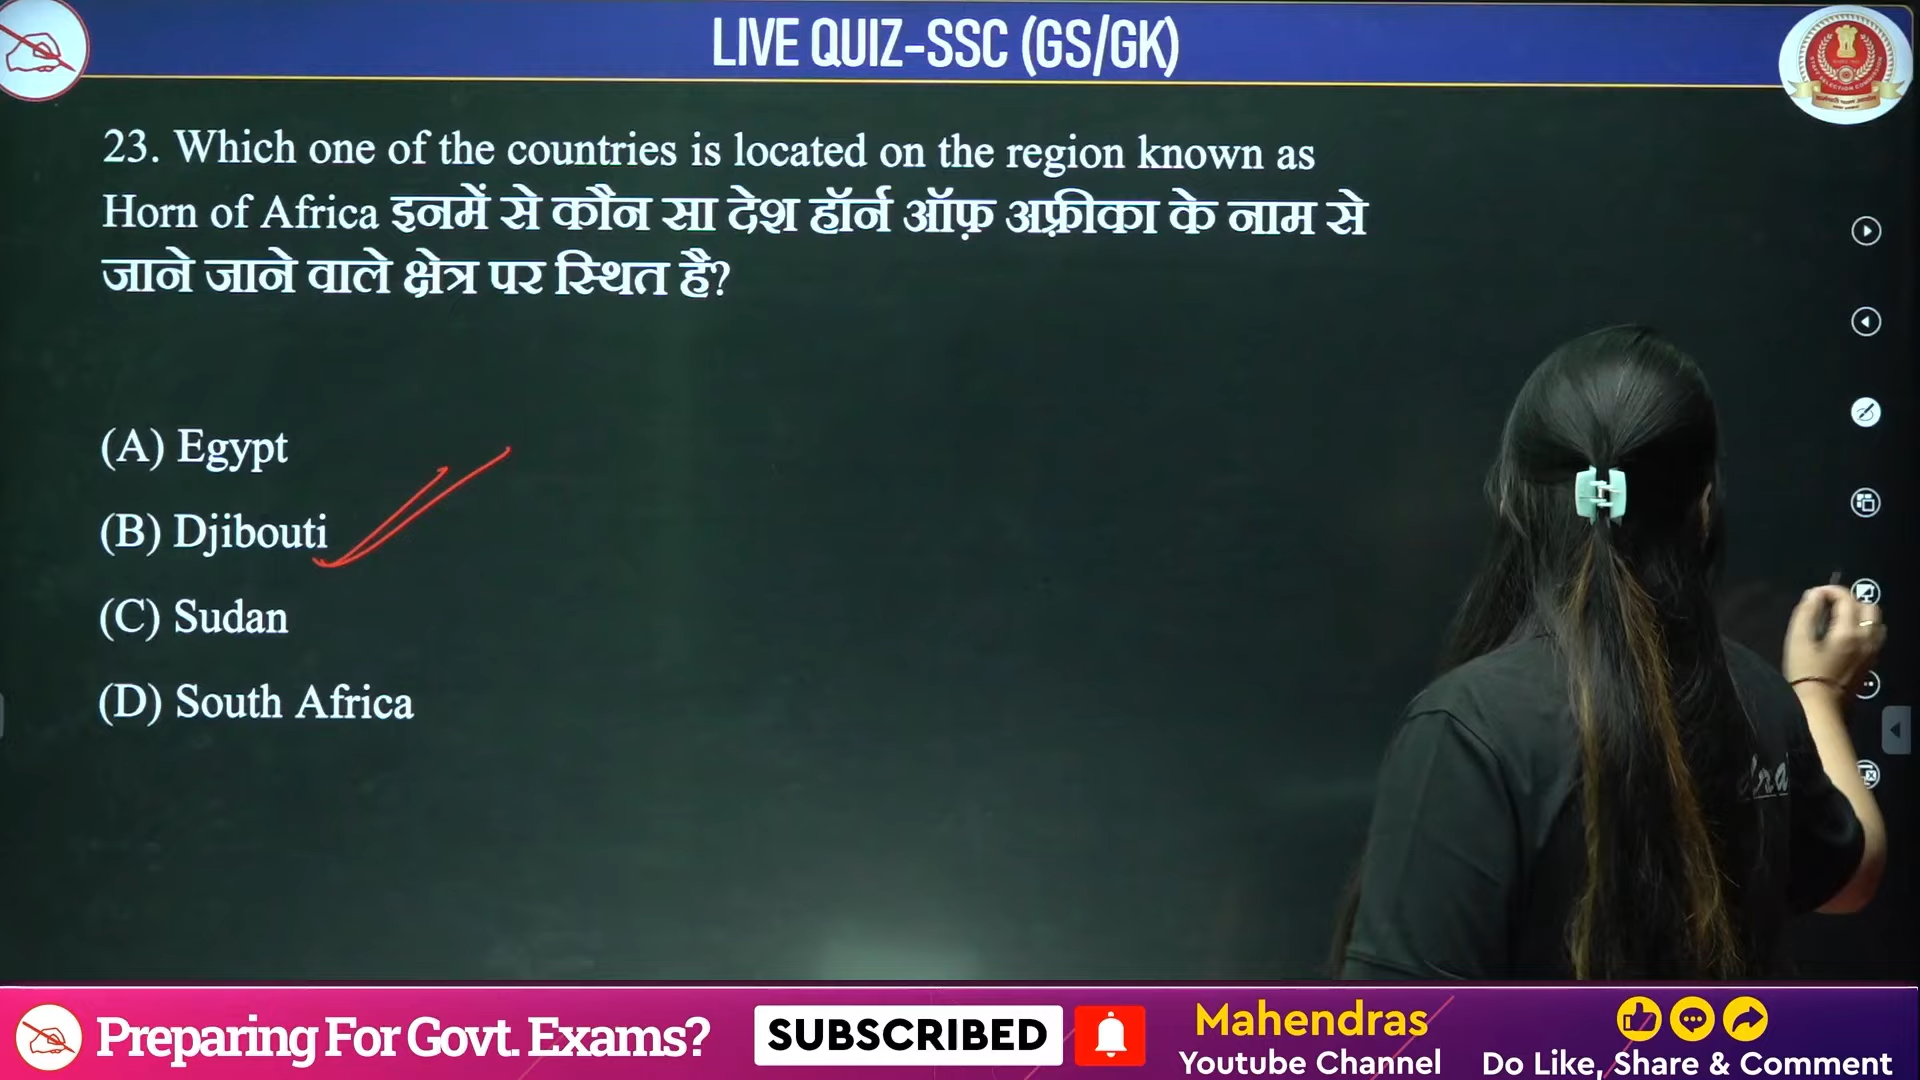 LIVE QUIZ-SSC (GS/GK)
23. Which one of the countries is located on the region known as
Horn of Africa इनमें से कौन सा देश हॉर्न ऑफ़ अफ़्रीका के नाम से
जाने जाने वाले क्षेत्र पर स्थित है?
(A) Egypt
(B) Djibouti
(C) Sudan
(D) South Africa
Preparing For Govt. Exams?
SUBSCRIBED
Mahendras
Youtube Channel
Do Like, Share & Comment